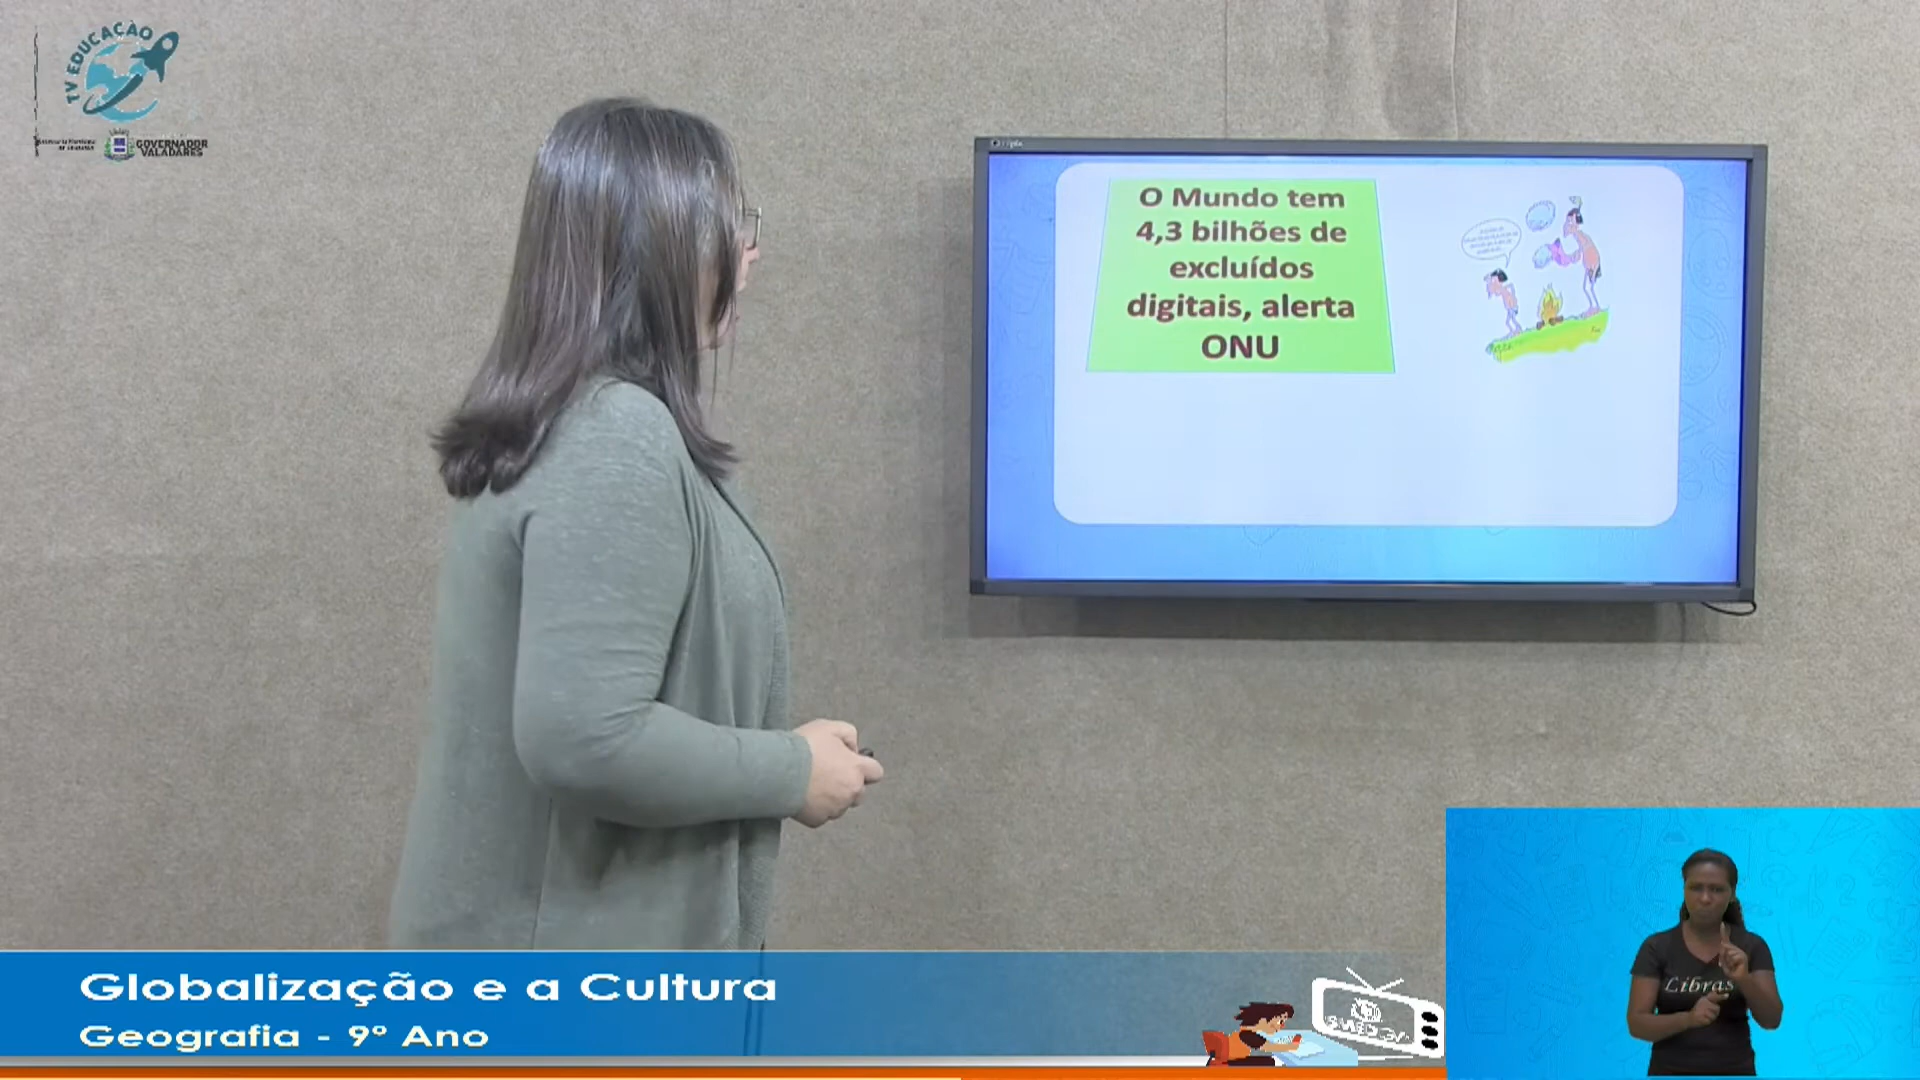 TV EDUCAÇÃO
GOVERNADOR
VALADARES
O Mundo tem
4,3 bilhões de
excluídos
digitais, alerta
ONU
Globalização e a Cultura
Geografia - 9º Ano
Libras